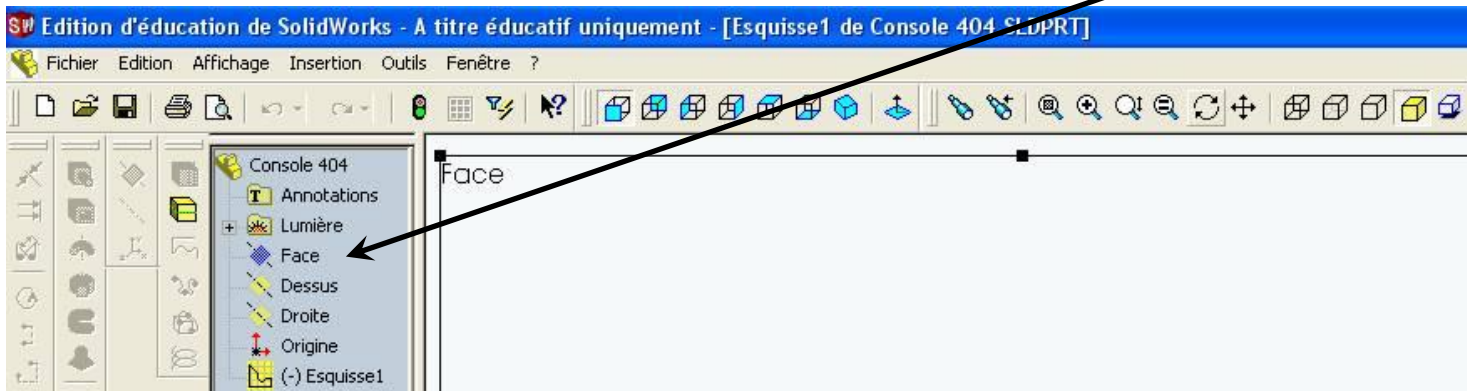 Edition d'éducation de SolidWorks - A titre éducatif uniquement - [Esquisse1 de Console 404 SLDPRT]
Fichier Edition Affichage Insertion Outils Fenêtre ?
Console 404
Annotations
Lumière
Face
Dessus
Droite
Origine
(-) Esquisse1
Face